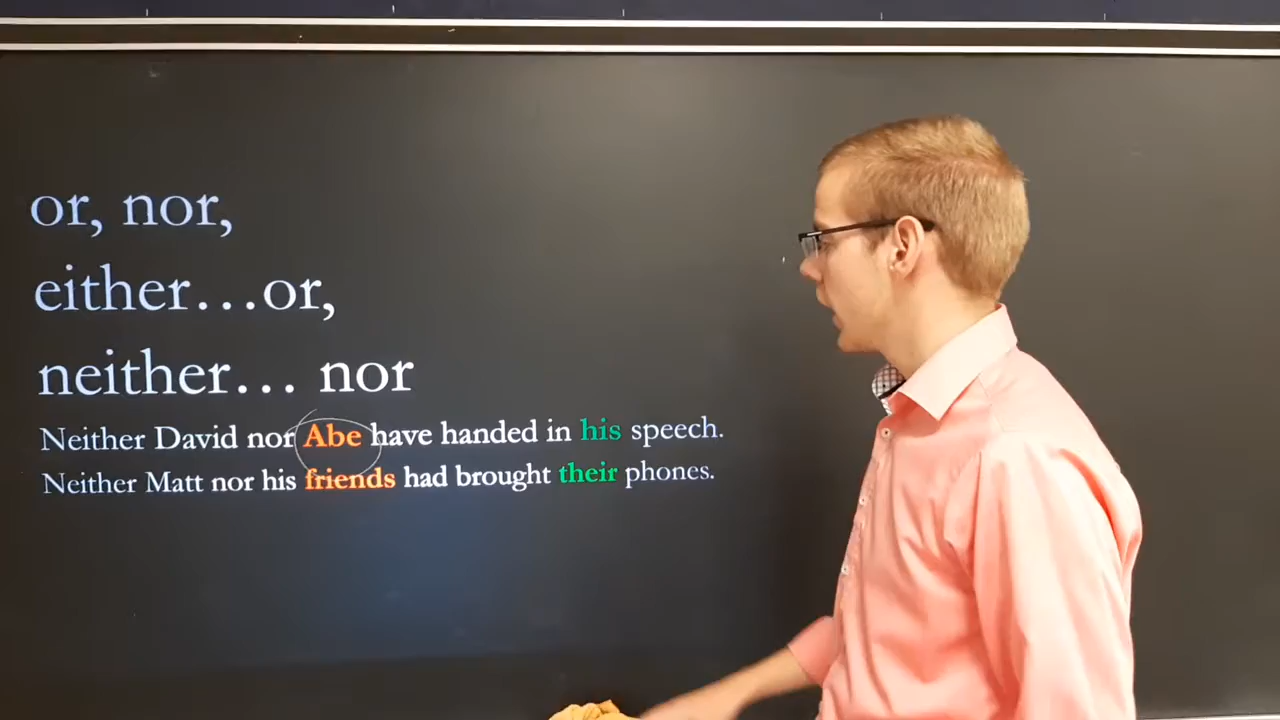 or, nor,
either…or,
neither… nor
Neither David nor Abe have handed in his speech.
Neither Matt nor his friends had brought their phones.